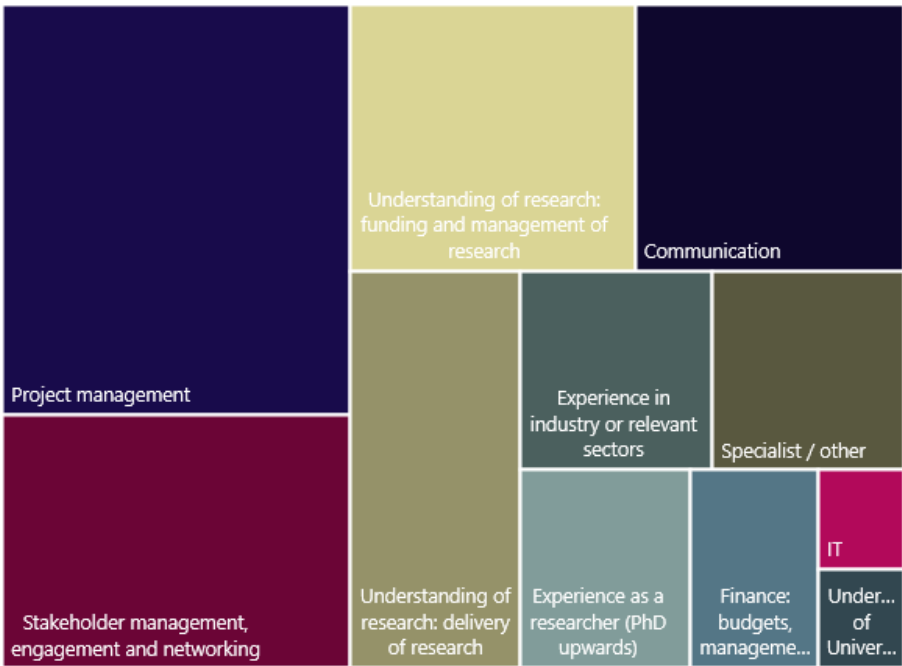 Understanding of research:
funding and management of
research
Communication
Project management
Experience in
industry or relevant
sectors
Specialist / other
IT
Stakeholder management,
engagement and networking
Understanding of
research: delivery
of research
Experience as a
researcher (PhD
upwards)
Finance:
budgets,
manageme...
Under...
of
Univer...